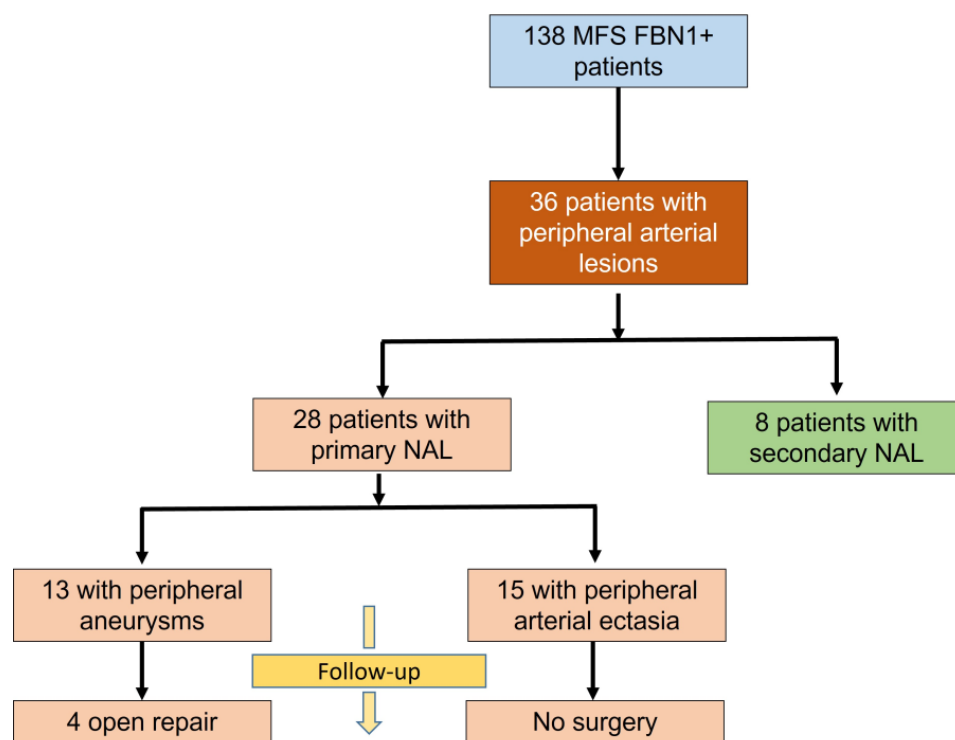 138 MFS FBN1+
patients
36 patients with
peripheral arterial
lesions
28 patients with
primary NAL
8 patients with
secondary NAL
13 with peripheral
aneurysms
15 with peripheral
arterial ectasia
Follow-up
4 open repair
No surgery